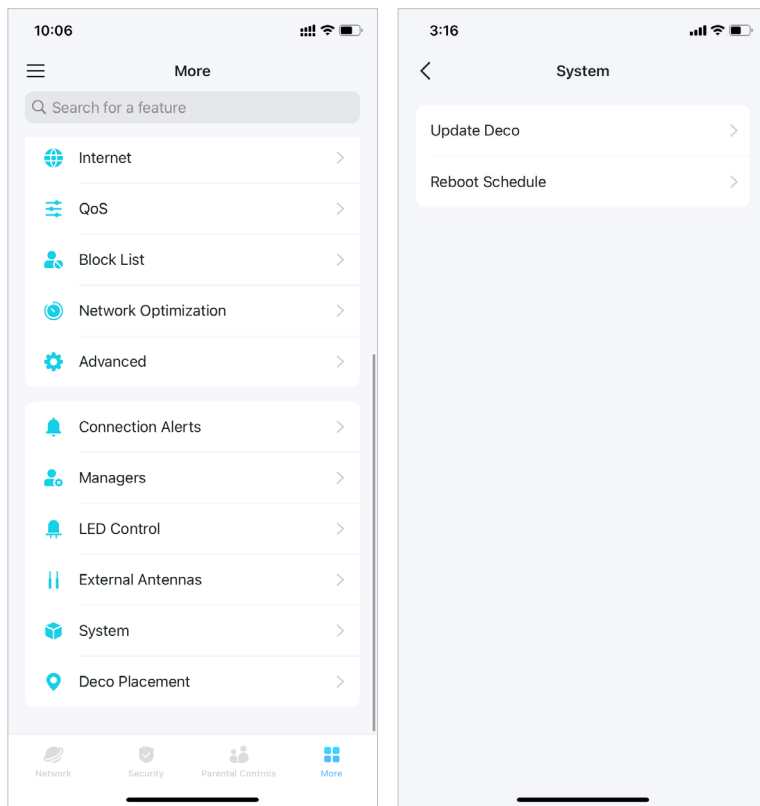 10:06
More
Search for a feature
Internet
QoS
Block List
Network Optimization
Advanced
Connection Alerts
Managers
LED Control
External Antennas
System
Deco Placement
Network
Security
Parental Controls
More
3:16
System
Update Deco
Reboot Schedule